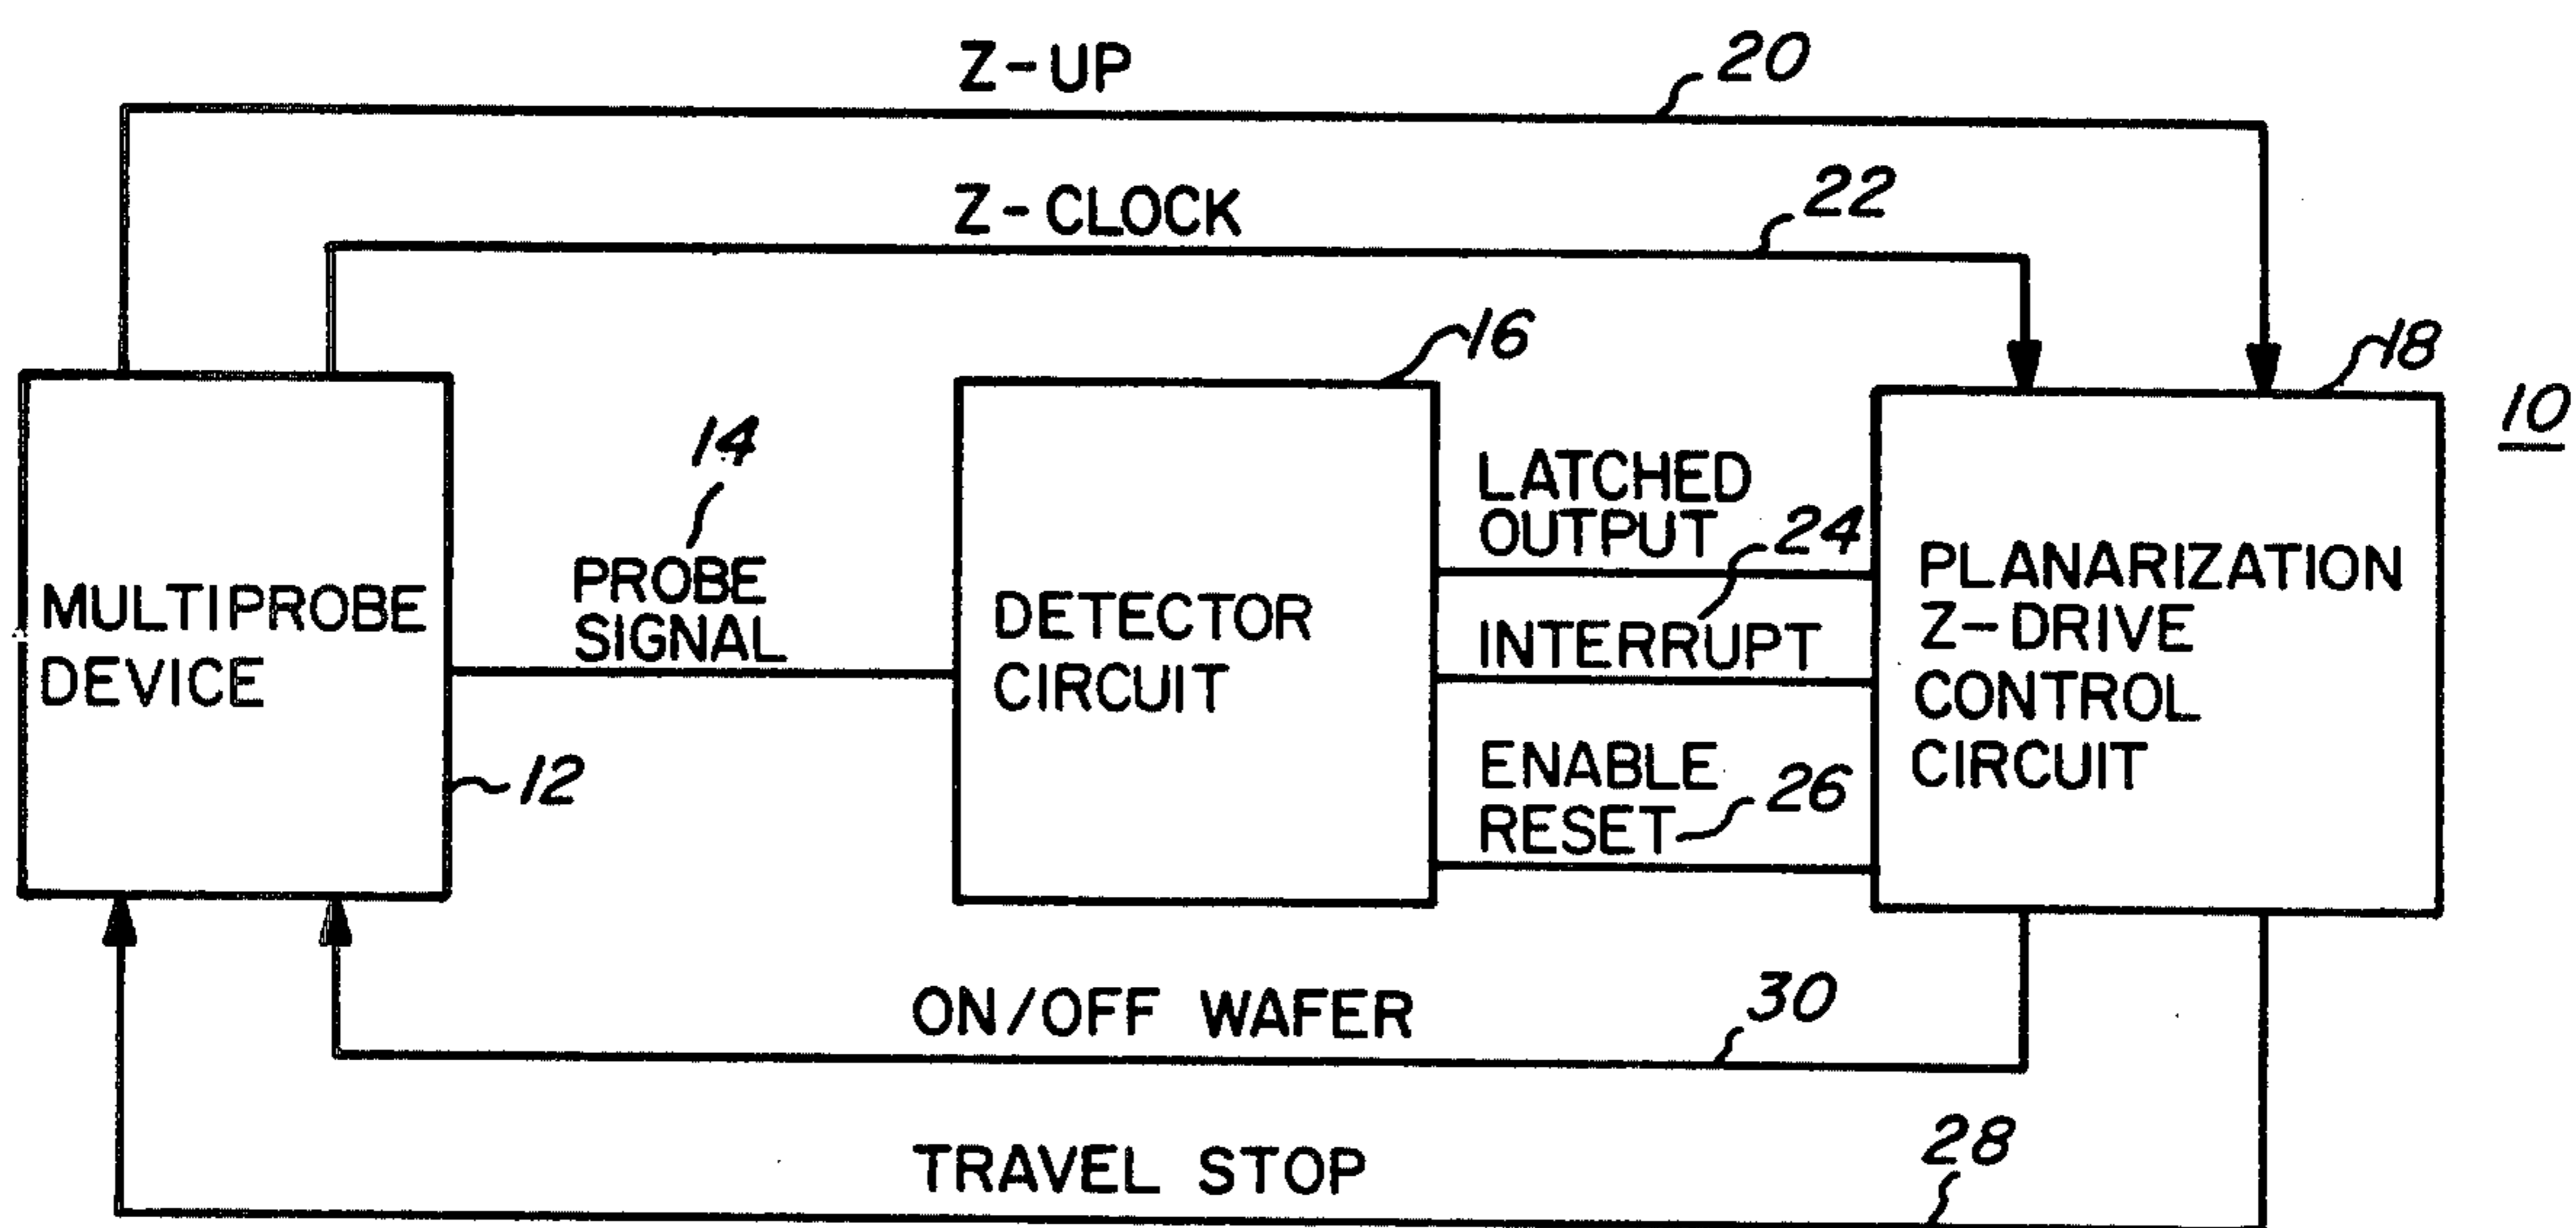 Z-UP
20
Z-CLOCK
22
16
18
10
14
LATCHED
OUTPUT
24
PROBE
SIGNAL
MULTIPROBE
DEVICE
DETECTOR
CIRCUIT
INTERRUPT
PLANARIZATION
Z-DRIVE
CONTROL
CIRCUIT
12
ENABLE
RESET
26
ON/OFF WAFER
30
TRAVEL STOP
28